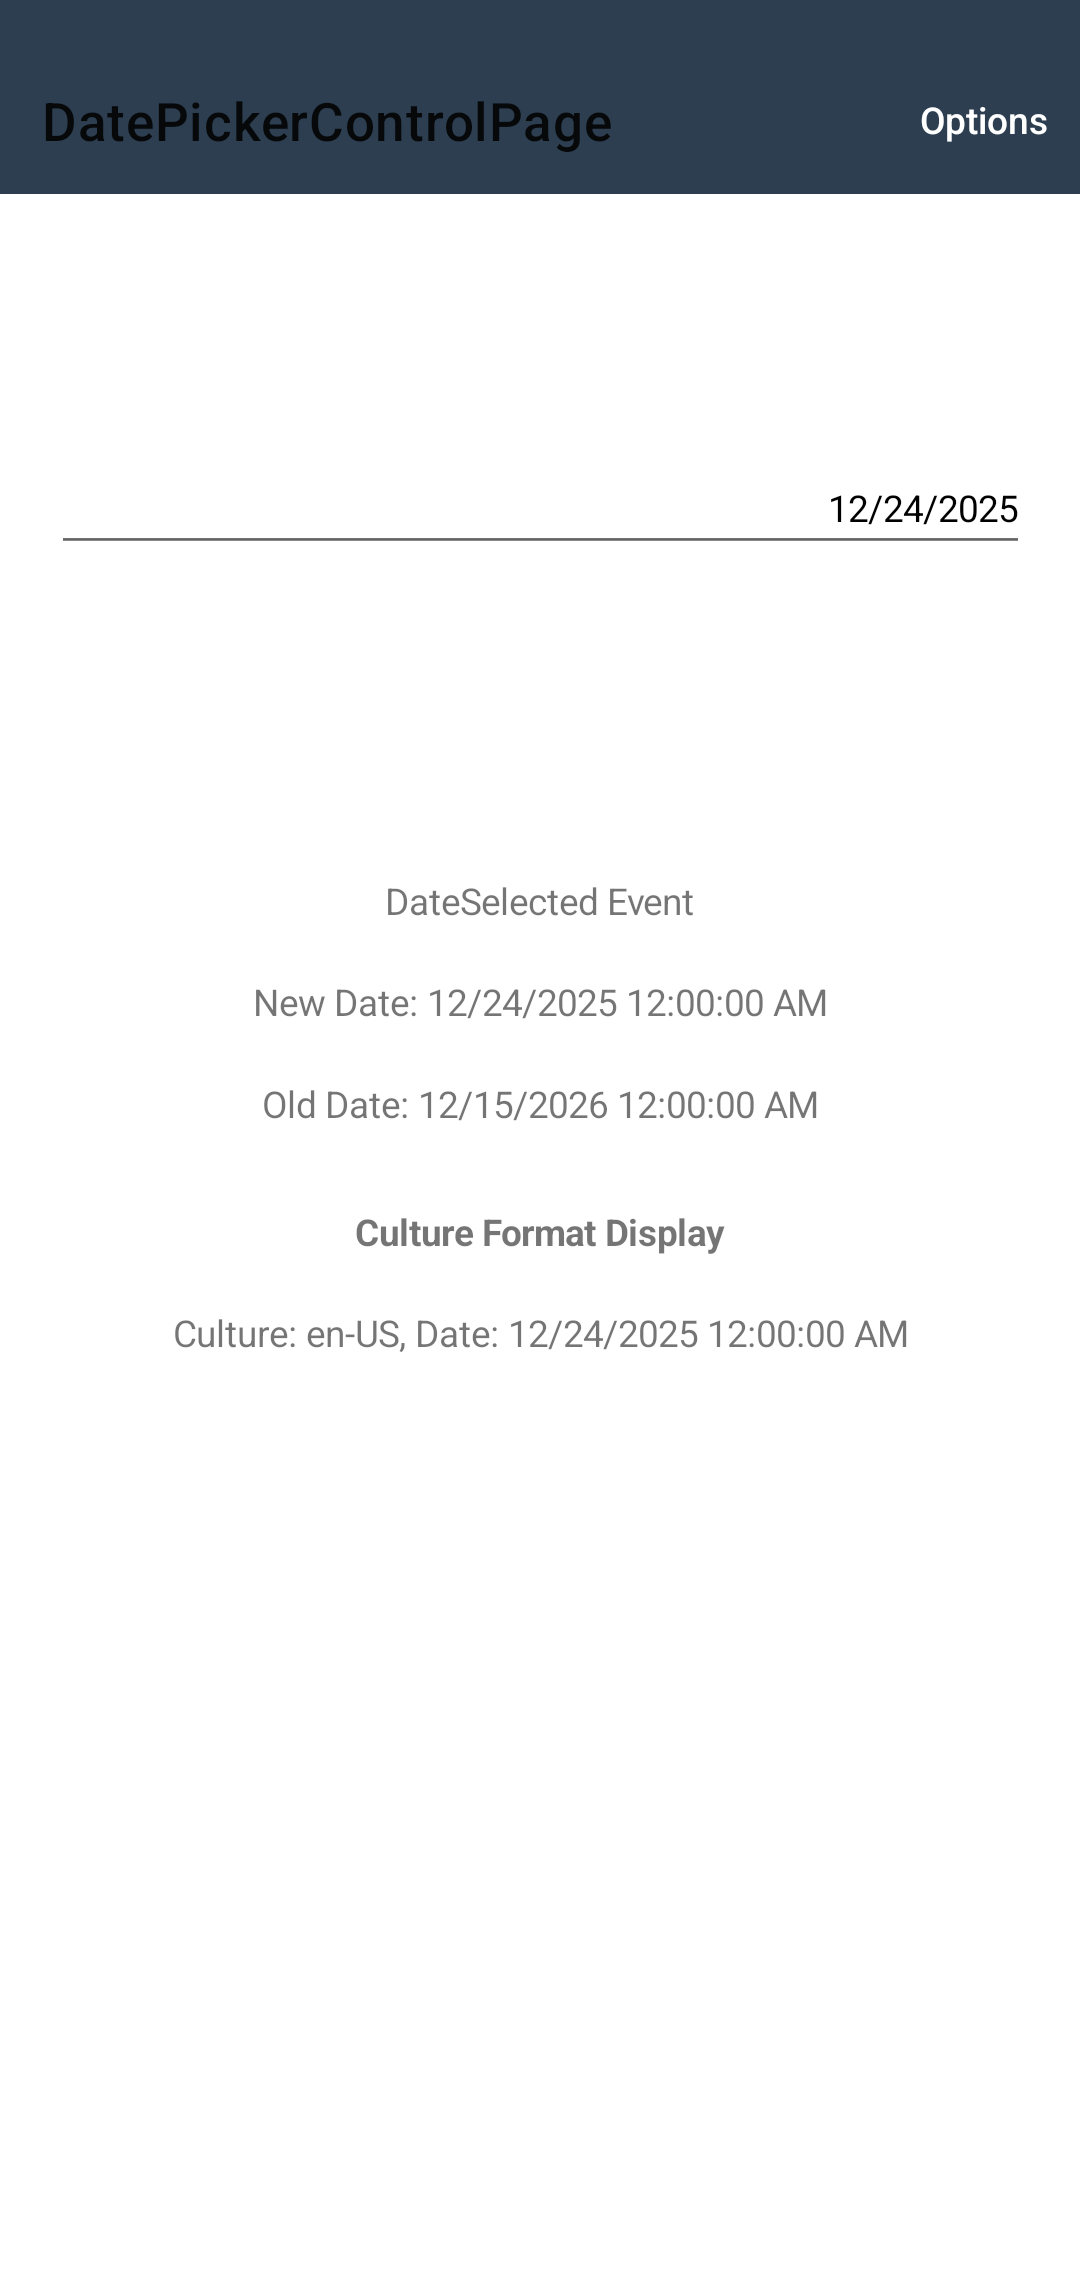 DatePickerControlPage
Options
12/24/2025
DateSelected Event
New Date: 12/24/2025 12:00:00 AM
Old Date: 12/15/2026 12:00:00 AM
Culture Format Display
Culture: en-US, Date: 12/24/2025 12:00:00 AM